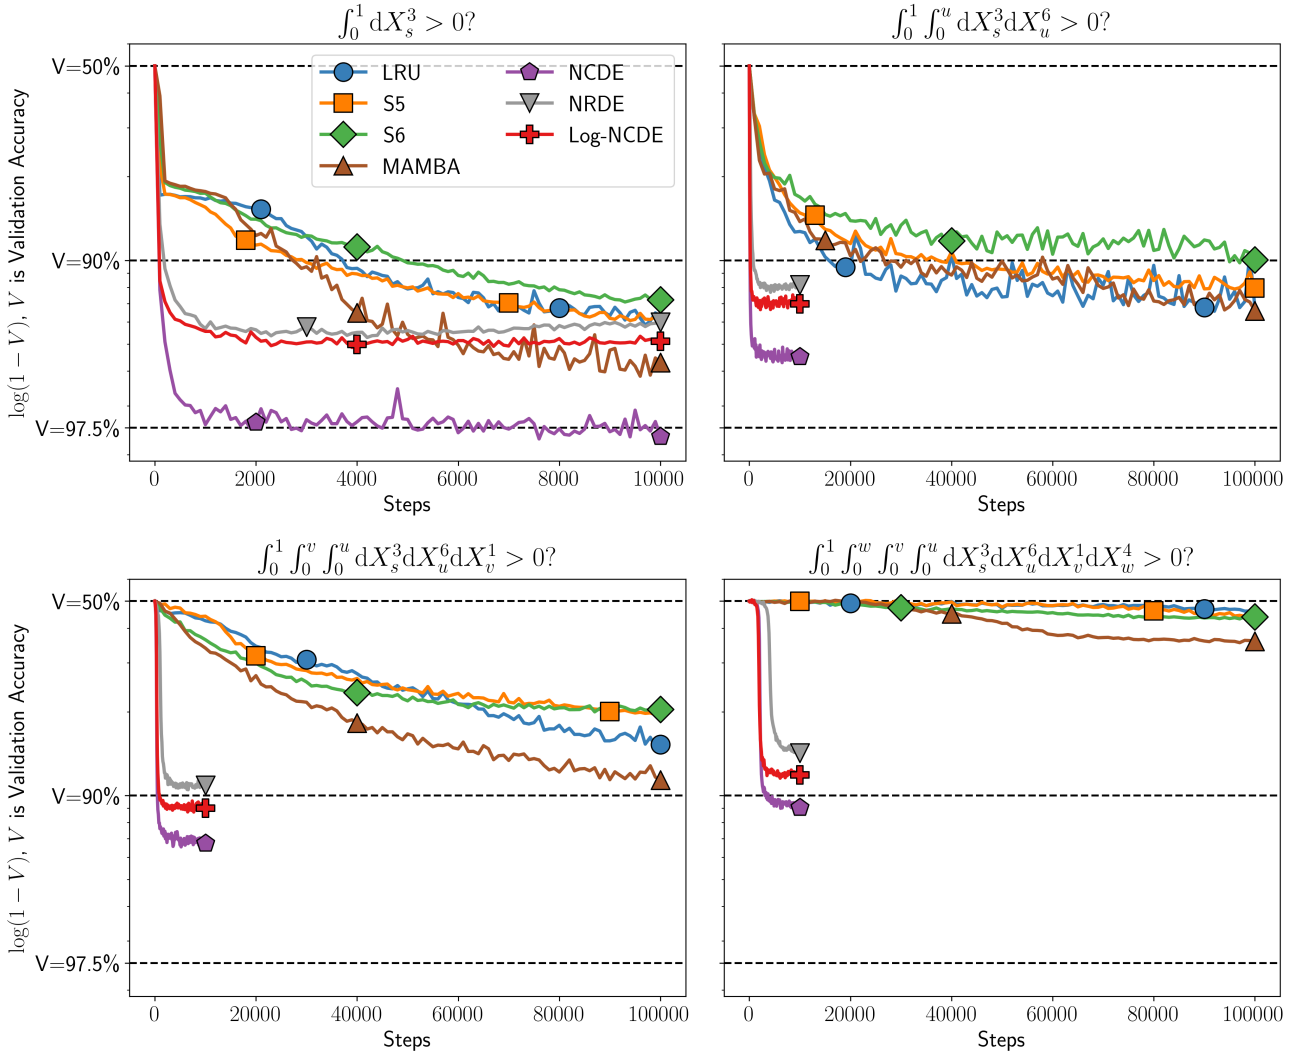 ∫₀¹ dX³ₛ > 0?
∫₀¹ ∫₀ᵘ dX³ₛdX⁶ᵤ > 0?
log(1 − V), V is Validation Accuracy
V=50%
V=90%
V=97.5%
LRU
S5
S6
MAMBA
NCDE
NRDE
Log-NCDE
0 2000 4000 6000 8000 10000
Steps
0 20000 40000 60000 80000 100000
Steps
∫₀¹ ∫₀ᵛ ∫₀ᵘ dX³ₛdX⁶ᵤdX¹ᵥ > 0?
∫₀¹ ∫₀ʷ ∫₀ᵛ ∫₀ᵘ dX³ₛdX⁶ᵤdX¹ᵥdX⁴_w > 0?
log(1 − V), V is Validation Accuracy
V=50%
V=90%
V=97.5%
0 20000 40000 60000 80000 100000
Steps
0 20000 40000 60000 80000 100000
Steps